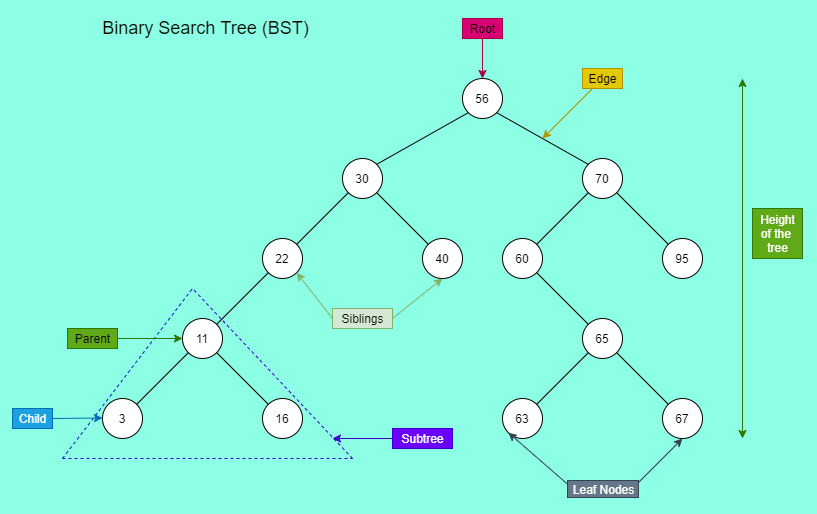 Binary Search Tree (BST)
Root
Edge
56
30
70
Height
of the
tree
22
40
60
95
Siblings
Parent
11
65
Child
3
16
63
67
Subtree
Leaf Nodes